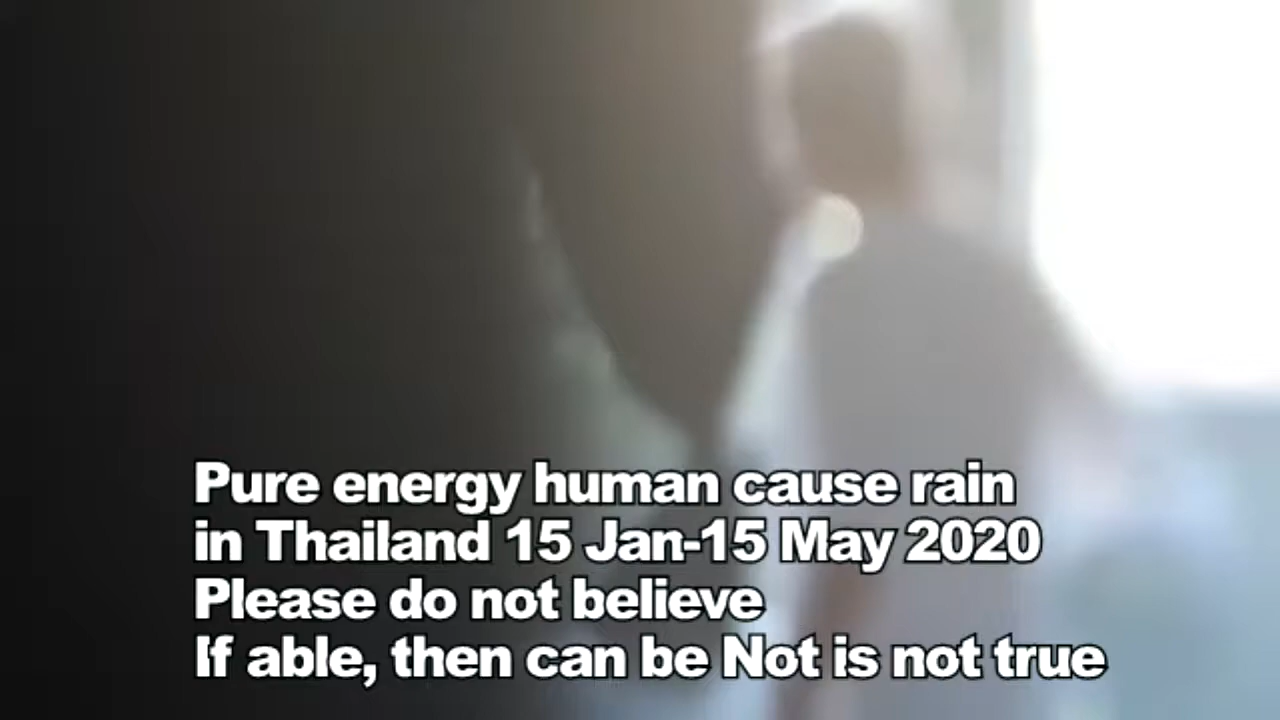 Pure energy human cause rain
in Thailand 15 Jan-15 May 2020
Please do not believe
If able, then can be Not is not true